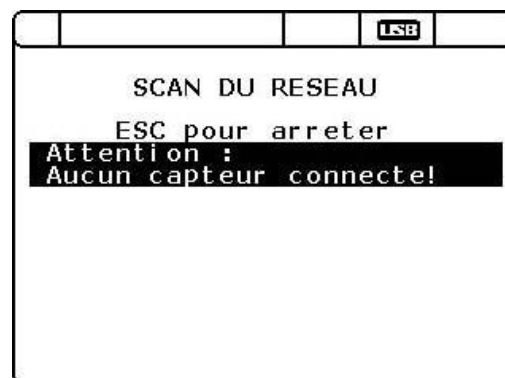 USB
SCAN DU RESEAU
ESC pour arreter
Attention :
Aucun capteur connecte!